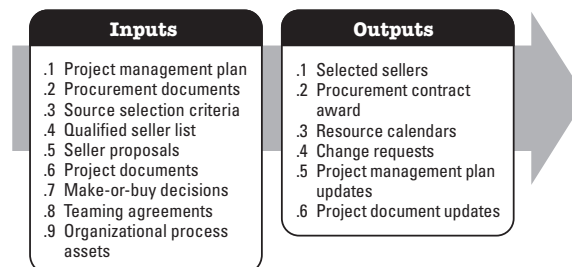 Inputs
.1 Project management plan
.2 Procurement documents
.3 Source selection criteria
.4 Qualified seller list
.5 Seller proposals
.6 Project documents
.7 Make-or-buy decisions
.8 Teaming agreements
.9 Organizational process
assets
Outputs
.1 Selected sellers
.2 Procurement contract
award
.3 Resource calendars
.4 Change requests
.5 Project management plan
updates
.6 Project document updates